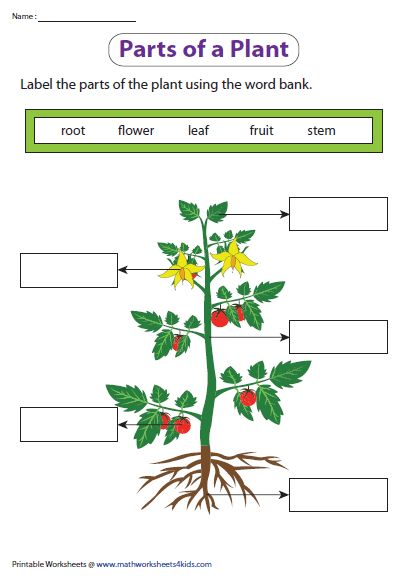 Name :
Parts of a Plant
Label the parts of the plant using the word bank.
root flower leaf fruit stem
Printable Worksheets @ www.mathworksheets4kids.com